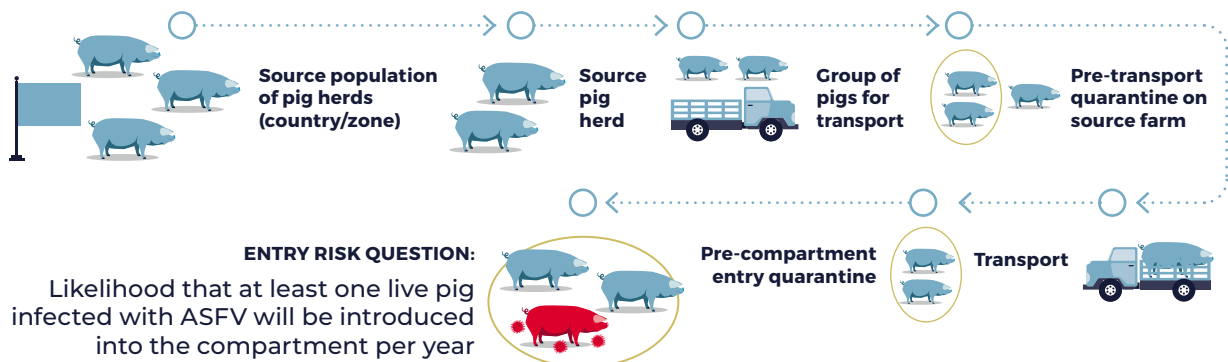 Source population
of pig herds
(country/zone)
Source
pig
herd
Group of
pigs for
transport
Pre-transport
quarantine on
source farm
Transport
Pre-compartment
entry quarantine
ENTRY RISK QUESTION:
Likelihood that at least one live pig
infected with ASFV will be introduced
into the compartment per year